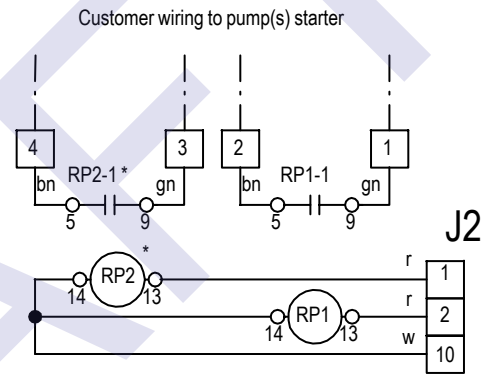 Customer wiring to pump(s) starter
4 3 2 1
RP2-1 * RP1-1
bn gn bn gn
5 9 5 9
J2
*
RP2 r 1
14 13
RP1 r 2
14 13
w 10